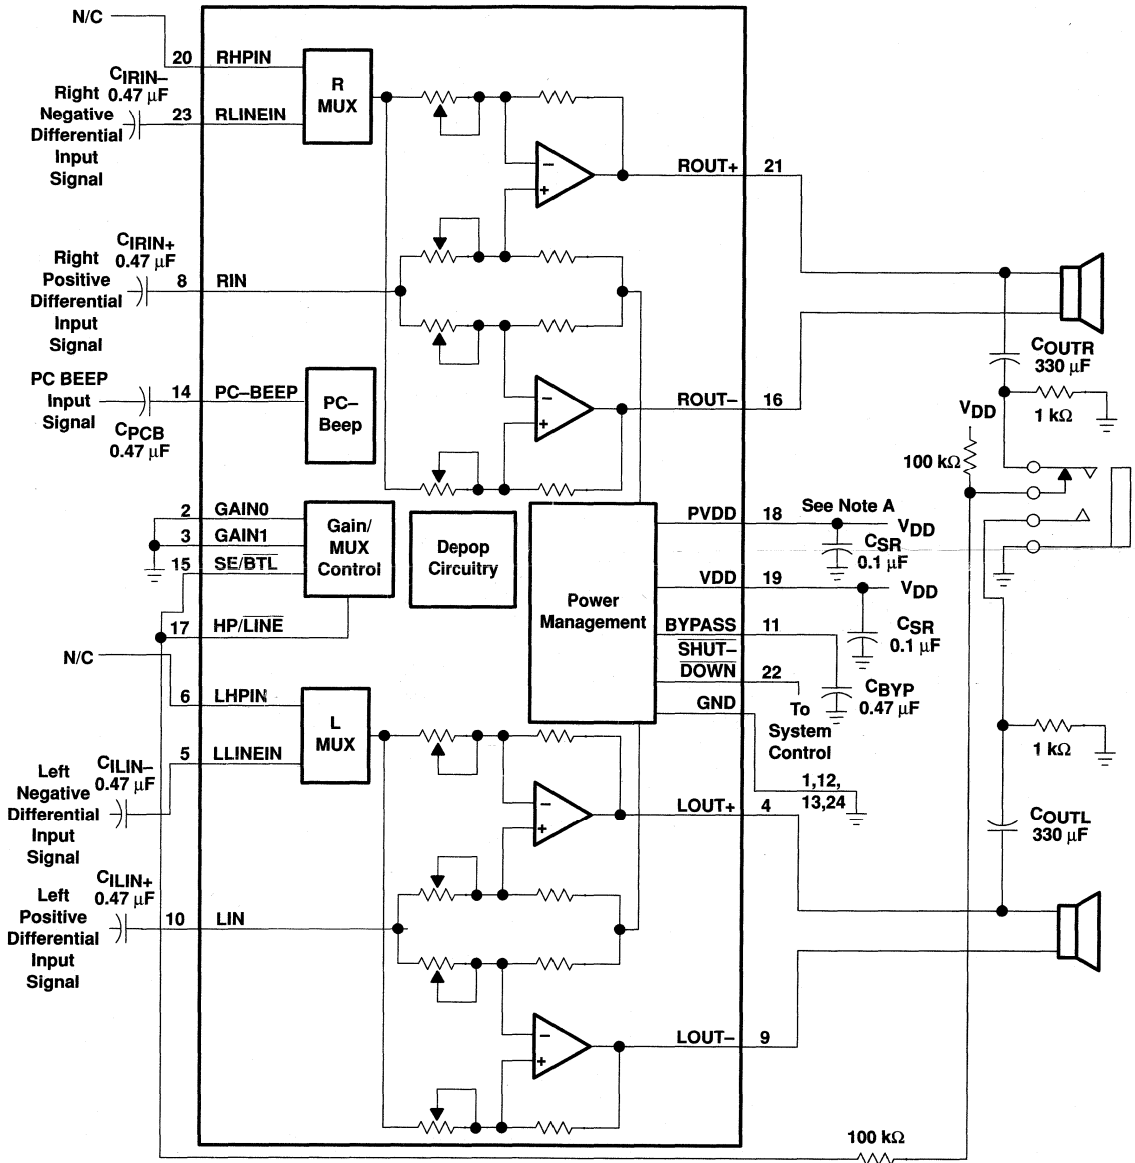 N/C
20 RHPIN
CIRIN–
0.47 µF
Right
Negative
Differential
Input
Signal
23 RLINEIN
R
MUX
–
+
ROUT+ 21
CIRIN+
0.47 µF
Right
Positive
Differential
Input
Signal
8 RIN
COUTR
330 µF
1 kΩ
PC BEEP
Input
Signal
14 PC–BEEP
CPCB
0.47 µF
PC–
Beep
–
+
ROUT– 16
VDD
100 kΩ
2 GAIN0
3 GAIN1
15 SE/BTL
17 HP/LINE
Gain/
MUX
Control
Depop
Circuitry
Power
Management
PVDD 18
See Note A
VDD
CSR
0.1 µF
VDD 19
VDD
CSR
0.1 µF
BYPASS 11
CBYP
0.47 µF
SHUT–
DOWN 22
To
System
Control
GND
1,12,
13,24
N/C
6 LHPIN
5 LLINEIN
L
MUX
CILIN–
0.47 µF
Left
Negative
Differential
Input
Signal
–
+
LOUT+ 4
1 kΩ
COUTL
330 µF
CILIN+
0.47 µF
Left
Positive
Differential
Input
Signal
10 LIN
–
+
LOUT– 9
100 kΩ